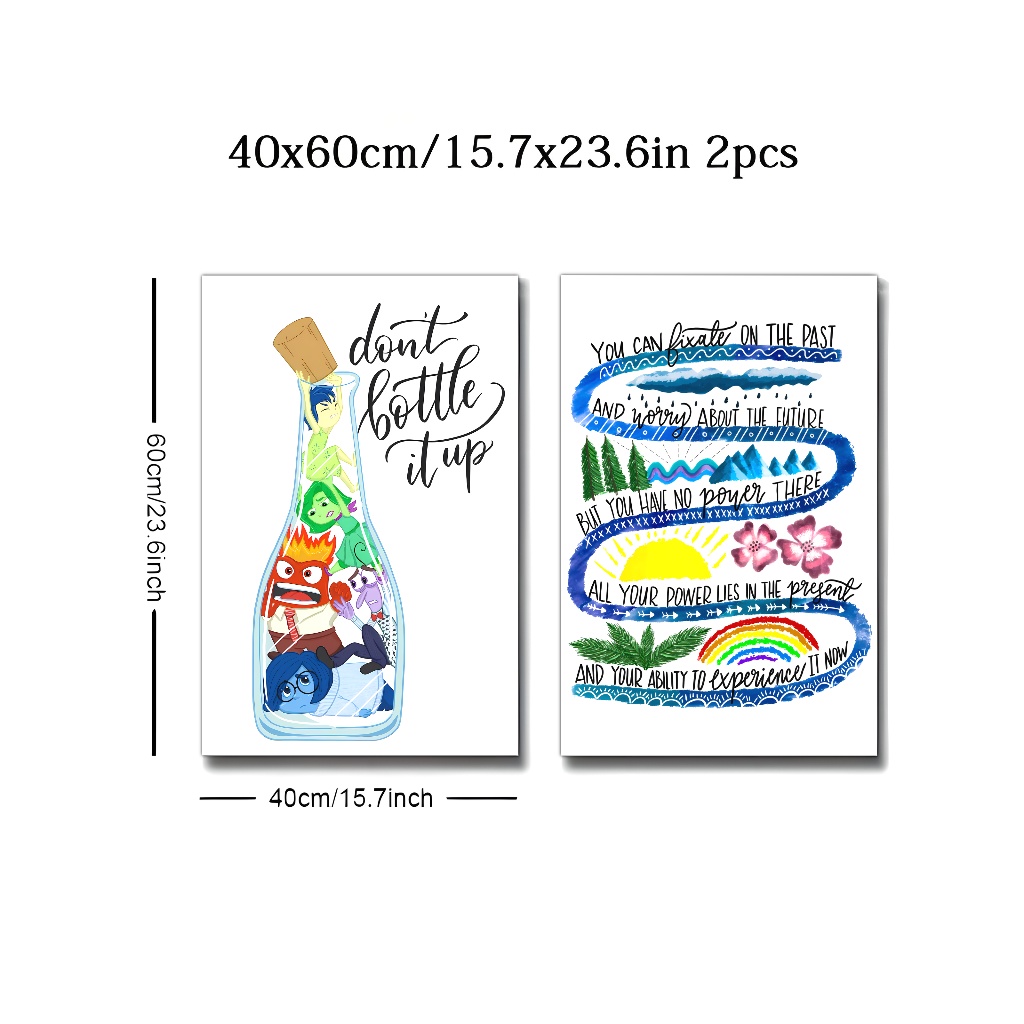 40x60cm/15.7x23.6in 2pcs
don't
bottle
it up
YOU CAN fixate ON THE PAST
AND worry ABOUT THE FUTURE
BUT YOU HAVE NO power THERE
ALL YOUR POWER LIES IN THE present
AND YOUR ABILITY TO experience IT NOW
60cm/23.6inch
40cm/15.7inch